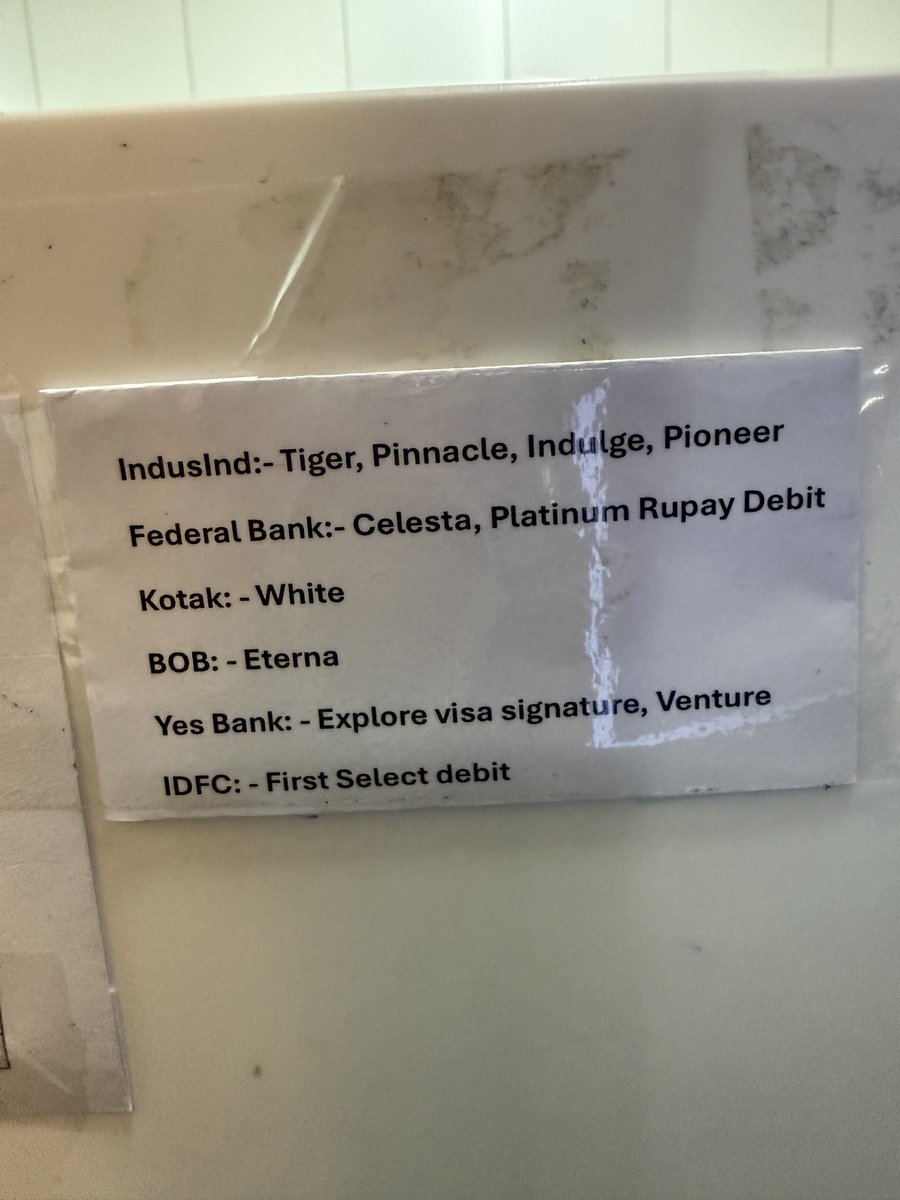 IndusInd:- Tiger, Pinnacle, Indulge, Pioneer
Federal Bank:- Celesta, Platinum Rupay Debit
Kotak: - White
BOB: - Eterna
Yes Bank: - Explore visa signature, Venture
IDFC: - First Select debit